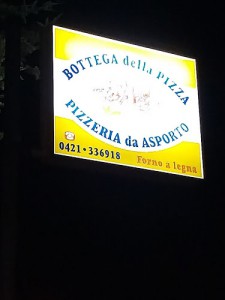 BOTTEGA della PIZZA
PIZZERIA da ASPORTO
0421·336918
Forno a legna